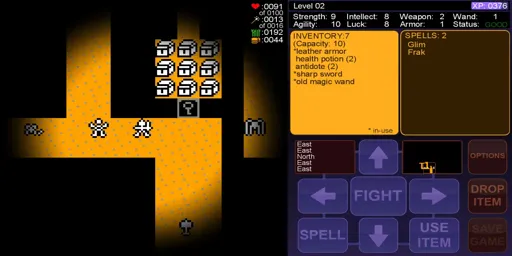 :0091
of 0100
:0013
of 0016
:0192
:0044
Level 02
XP: 0376
Strength: 9 Intellect: 8 Weapon: 2 Wand: 1
Agility: 10 Luck: 8 Armor: 1 Status: GOOD
INVENTORY:7
(Capacity: 10)
*leather armor
health potion (2)
antidote (2)
*sharp sword
*old magic wand
* in-use
SPELLS: 2
Glim
Frak
East
East
North
East
East
OPTIONS
FIGHT
DROP
ITEM
SPELL
USE
ITEM
SAVE
GAME